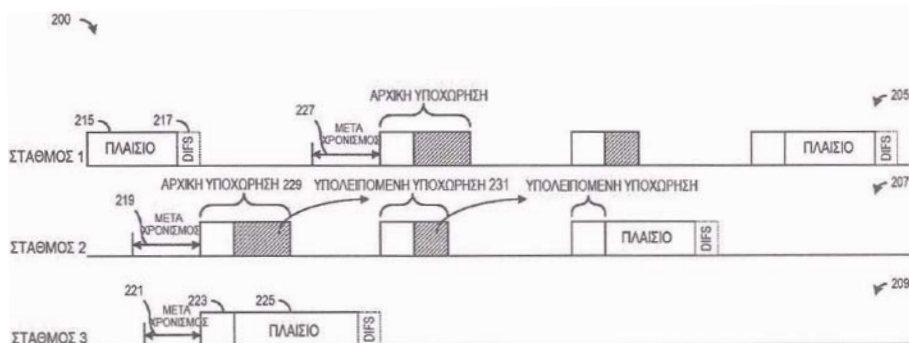 200
ΑΡΧΙΚΗ ΥΠΟΧΩΡΗΣΗ
205
215
217
227
ΜΕΤΑ
ΧΡΟΝΙΣΜΟΣ
ΣΤΑΘΜΟΣ 1
ΠΛΑΙΣΙΟ
DIFS
ΠΛΑΙΣΙΟ
DIFS
ΑΡΧΙΚΗ ΥΠΟΧΩΡΗΣΗ 229
ΥΠΟΛΕΙΠΟΜΕΝΗ ΥΠΟΧΩΡΗΣΗ 231
ΥΠΟΛΕΙΠΟΜΕΝΗ ΥΠΟΧΩΡΗΣΗ
207
219
ΜΕΤΑ
ΧΡΟΝΙΣΜΟΣ
ΣΤΑΘΜΟΣ 2
ΠΛΑΙΣΙΟ
DIFS
209
221
ΜΕΤΑ
ΧΡΟΝΙΣΜΟΣ
223
225
ΣΤΑΘΜΟΣ 3
ΠΛΑΙΣΙΟ
DIFS